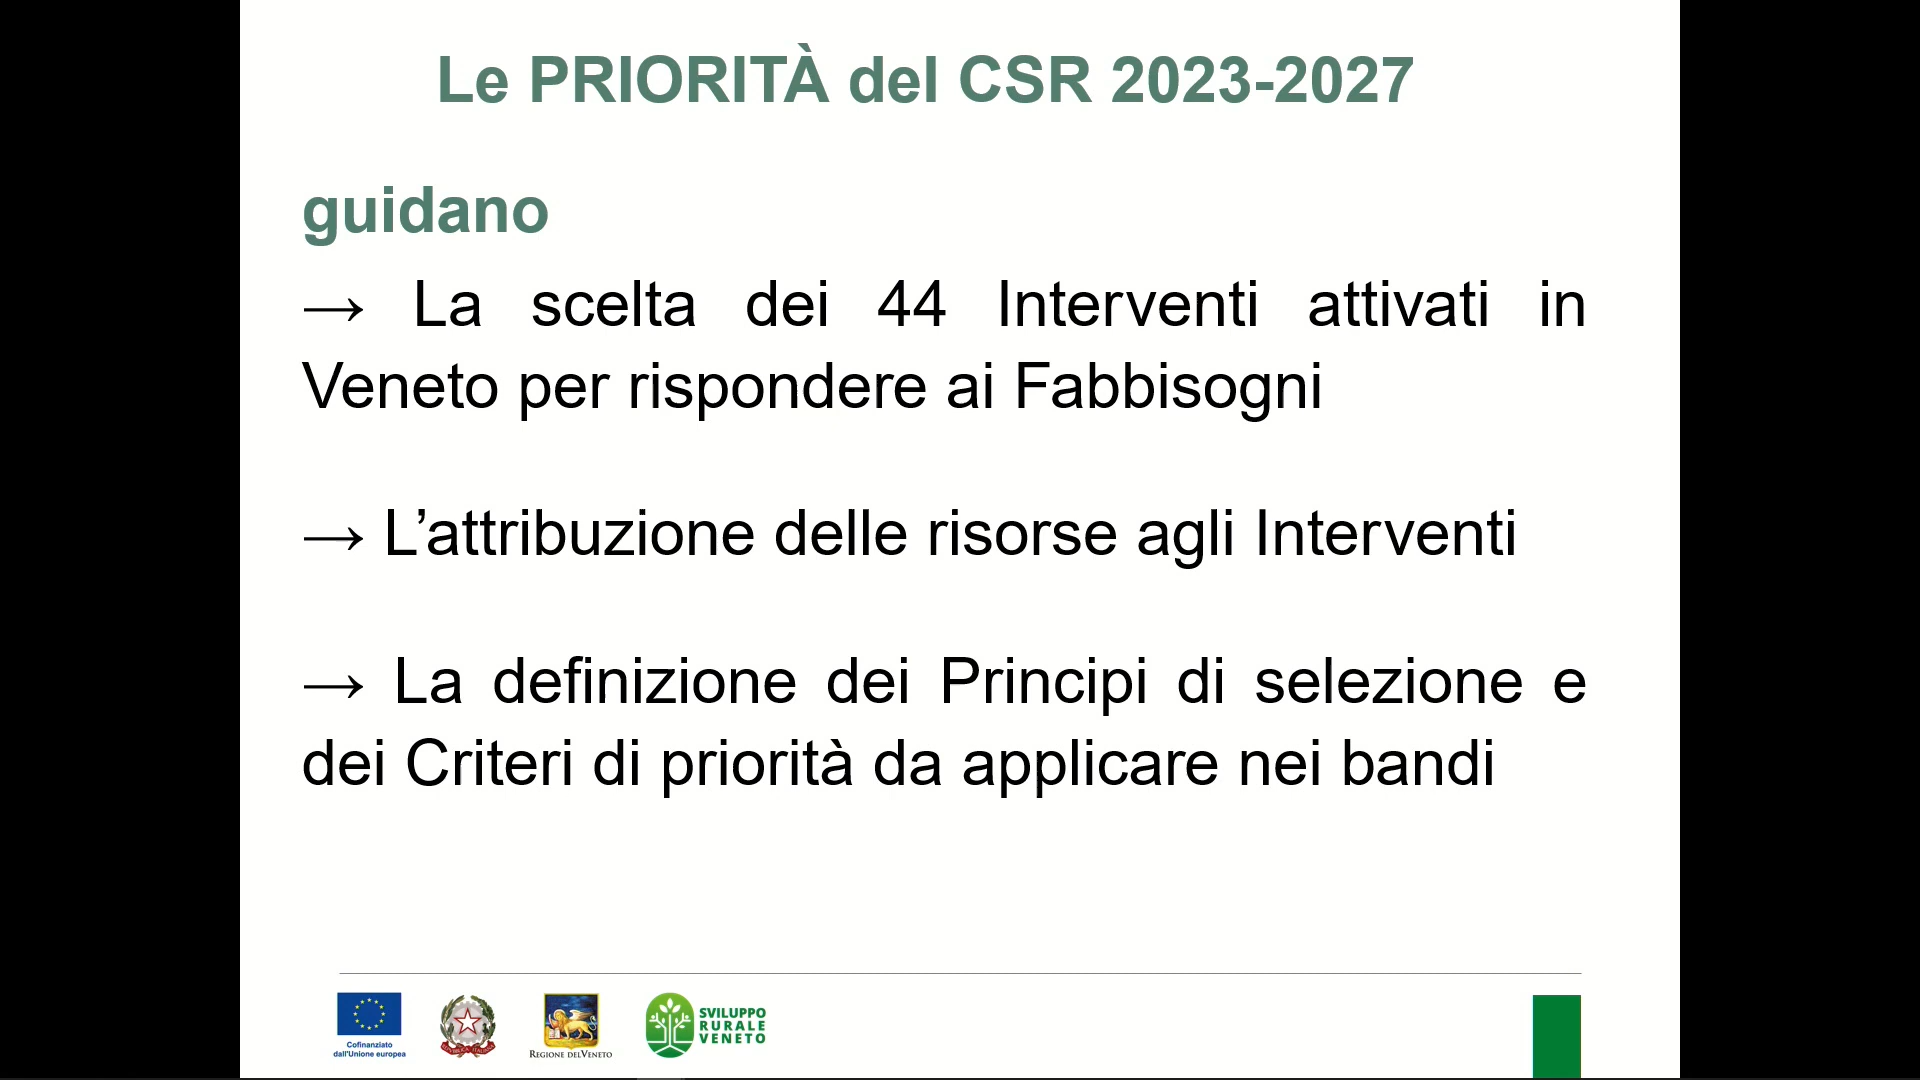 Le PRIORITÀ del CSR 2023-2027
guidano
→ La scelta dei 44 Interventi attivati in
Veneto per rispondere ai Fabbisogni
→ L’attribuzione delle risorse agli Interventi
→ La definizione dei Principi di selezione e
dei Criteri di priorità da applicare nei bandi
Cofinanziato
dall'Unione europea
REGIONE DEL VENETO
SVILUPPO
RURALE
VENETO